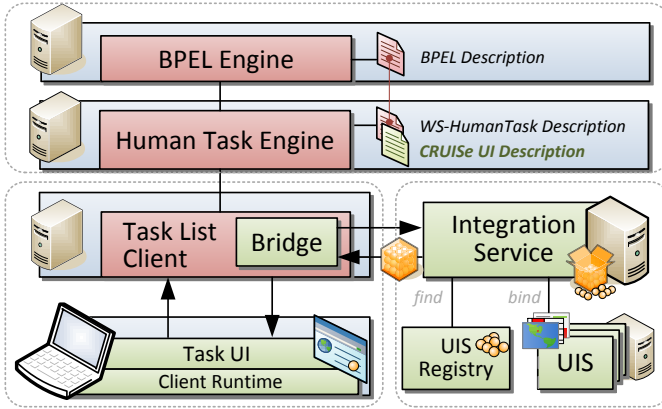 BPEL Engine
BPEL Description
Human Task Engine
WS-HumanTask Description
CRUISe UI Description
Task List
Client
Bridge
Integration
Service
find
bind
Task UI
Client Runtime
UIS
Registry
UIS